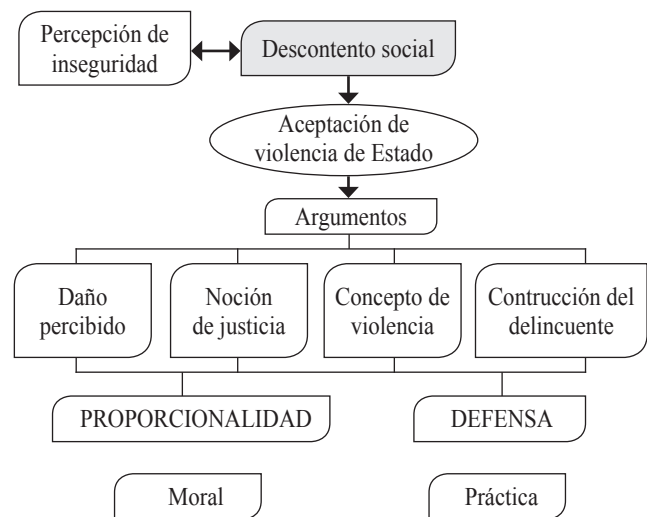 Percepción de
inseguridad
Descontento social
Aceptación de
violencia de Estado
Argumentos
Daño
percibido
Noción
de justicia
Concepto de
violencia
Contrucción del
delincuente
PROPORCIONALIDAD
DEFENSA
Moral
Práctica